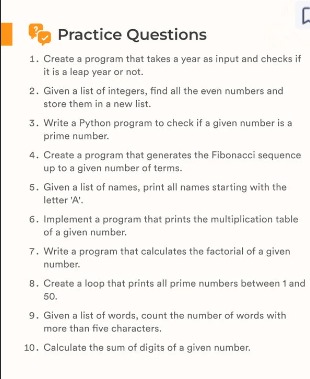 Practice Questions
1. Create a program that takes a year as input and checks if
it is a leap year or not.
2. Given a list of integers, find all the even numbers and
store them in a new list.
3. Write a Python program to check if a given number is a
prime number.
4. Create a program that generates the Fibonacci sequence
up to a given number of terms.
5. Given a list of names, print all names starting with the
letter 'A'.
6. Implement a program that prints the multiplication table
of a given number.
7. Write a program that calculates the factorial of a given
number.
8. Create a loop that prints all prime numbers between 1 and
50.
9. Given a list of words, count the number of words with
more than five characters.
10. Calculate the sum of digits of a given number.